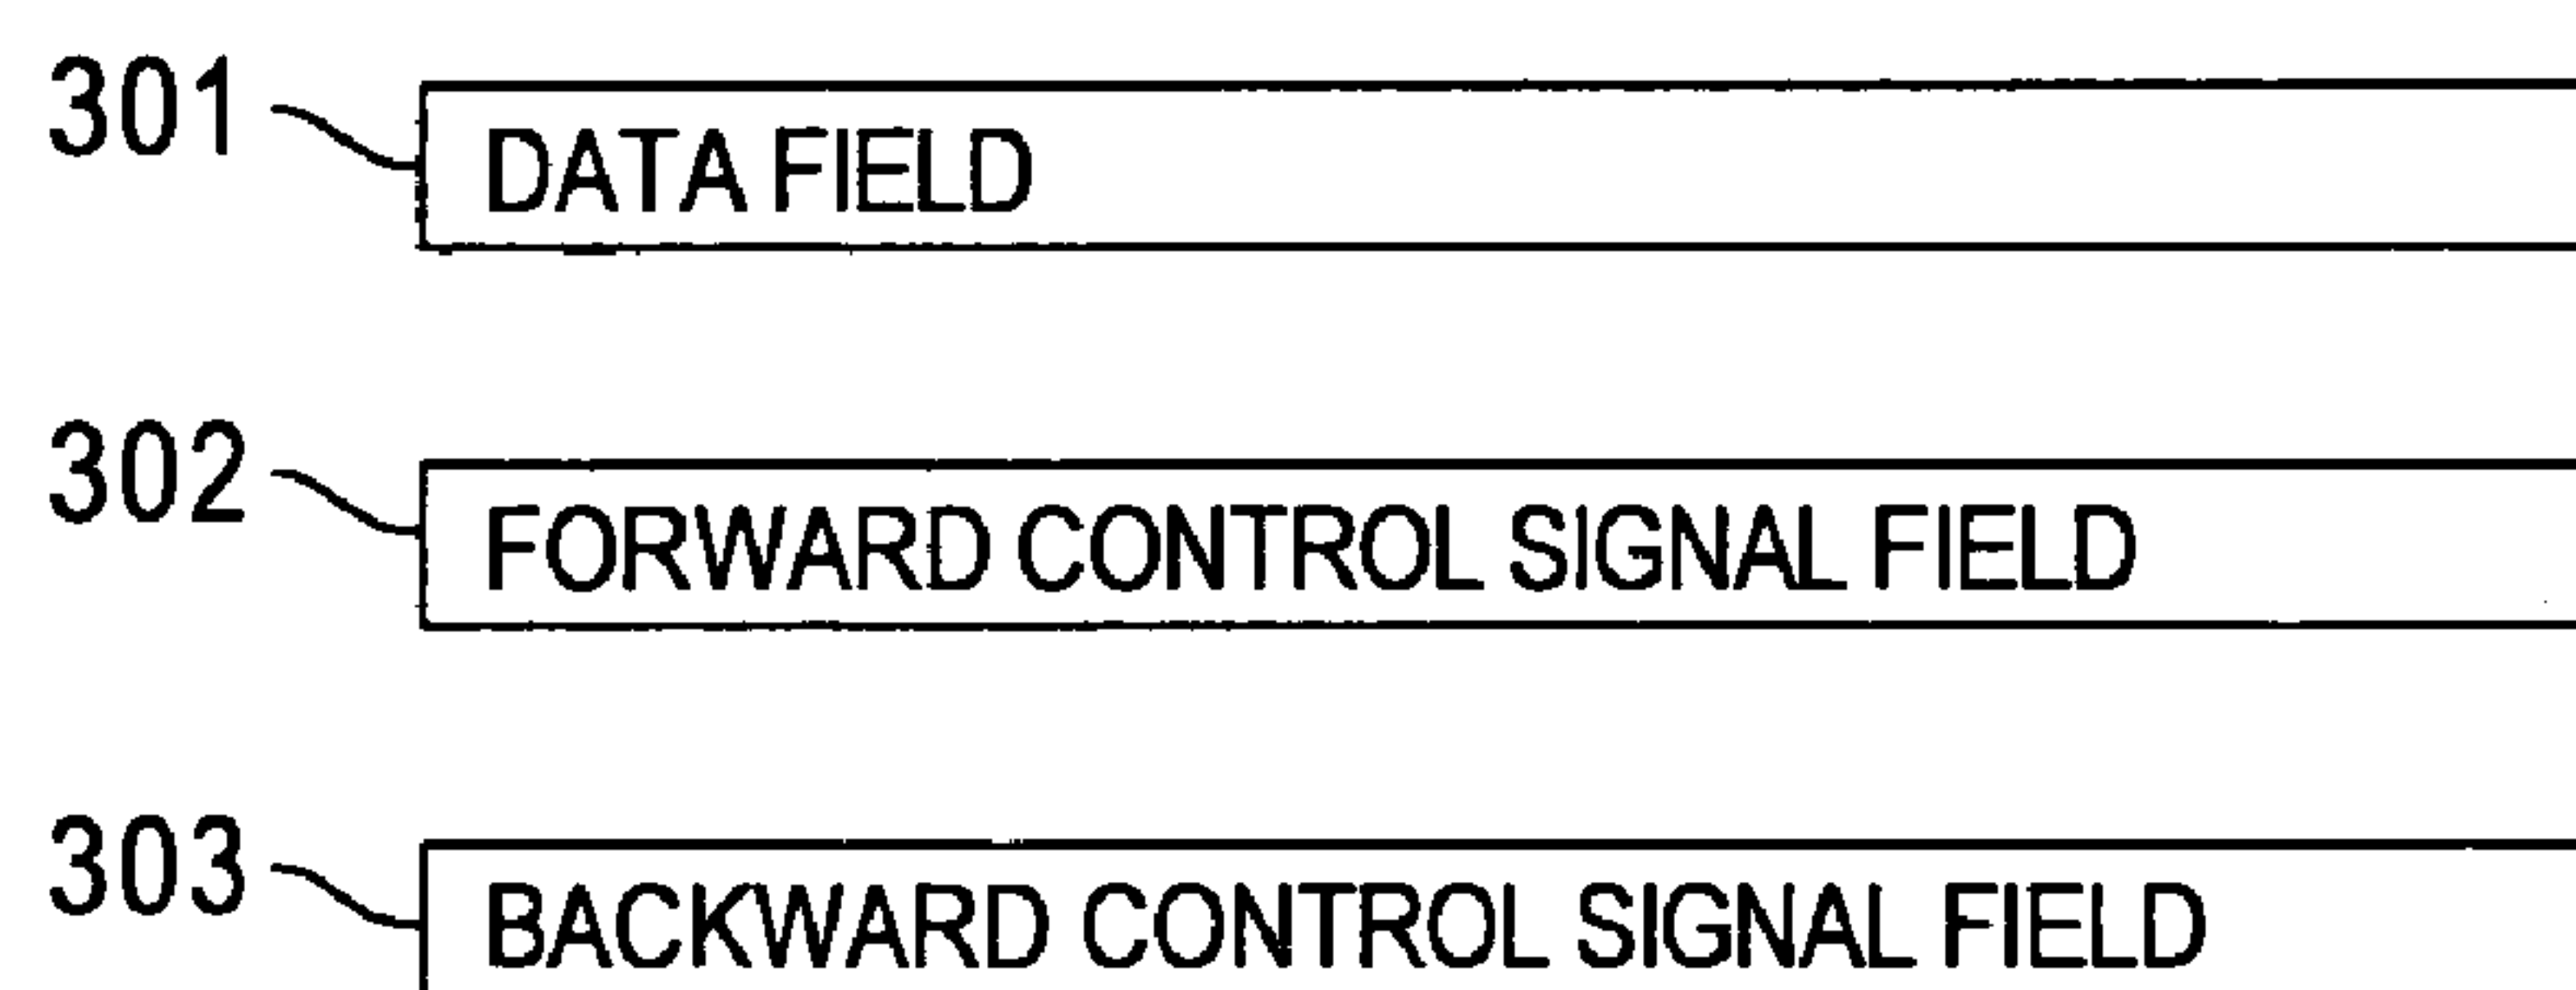 301 DATA FIELD
302 FORWARD CONTROL SIGNAL FIELD
303 BACKWARD CONTROL SIGNAL FIELD